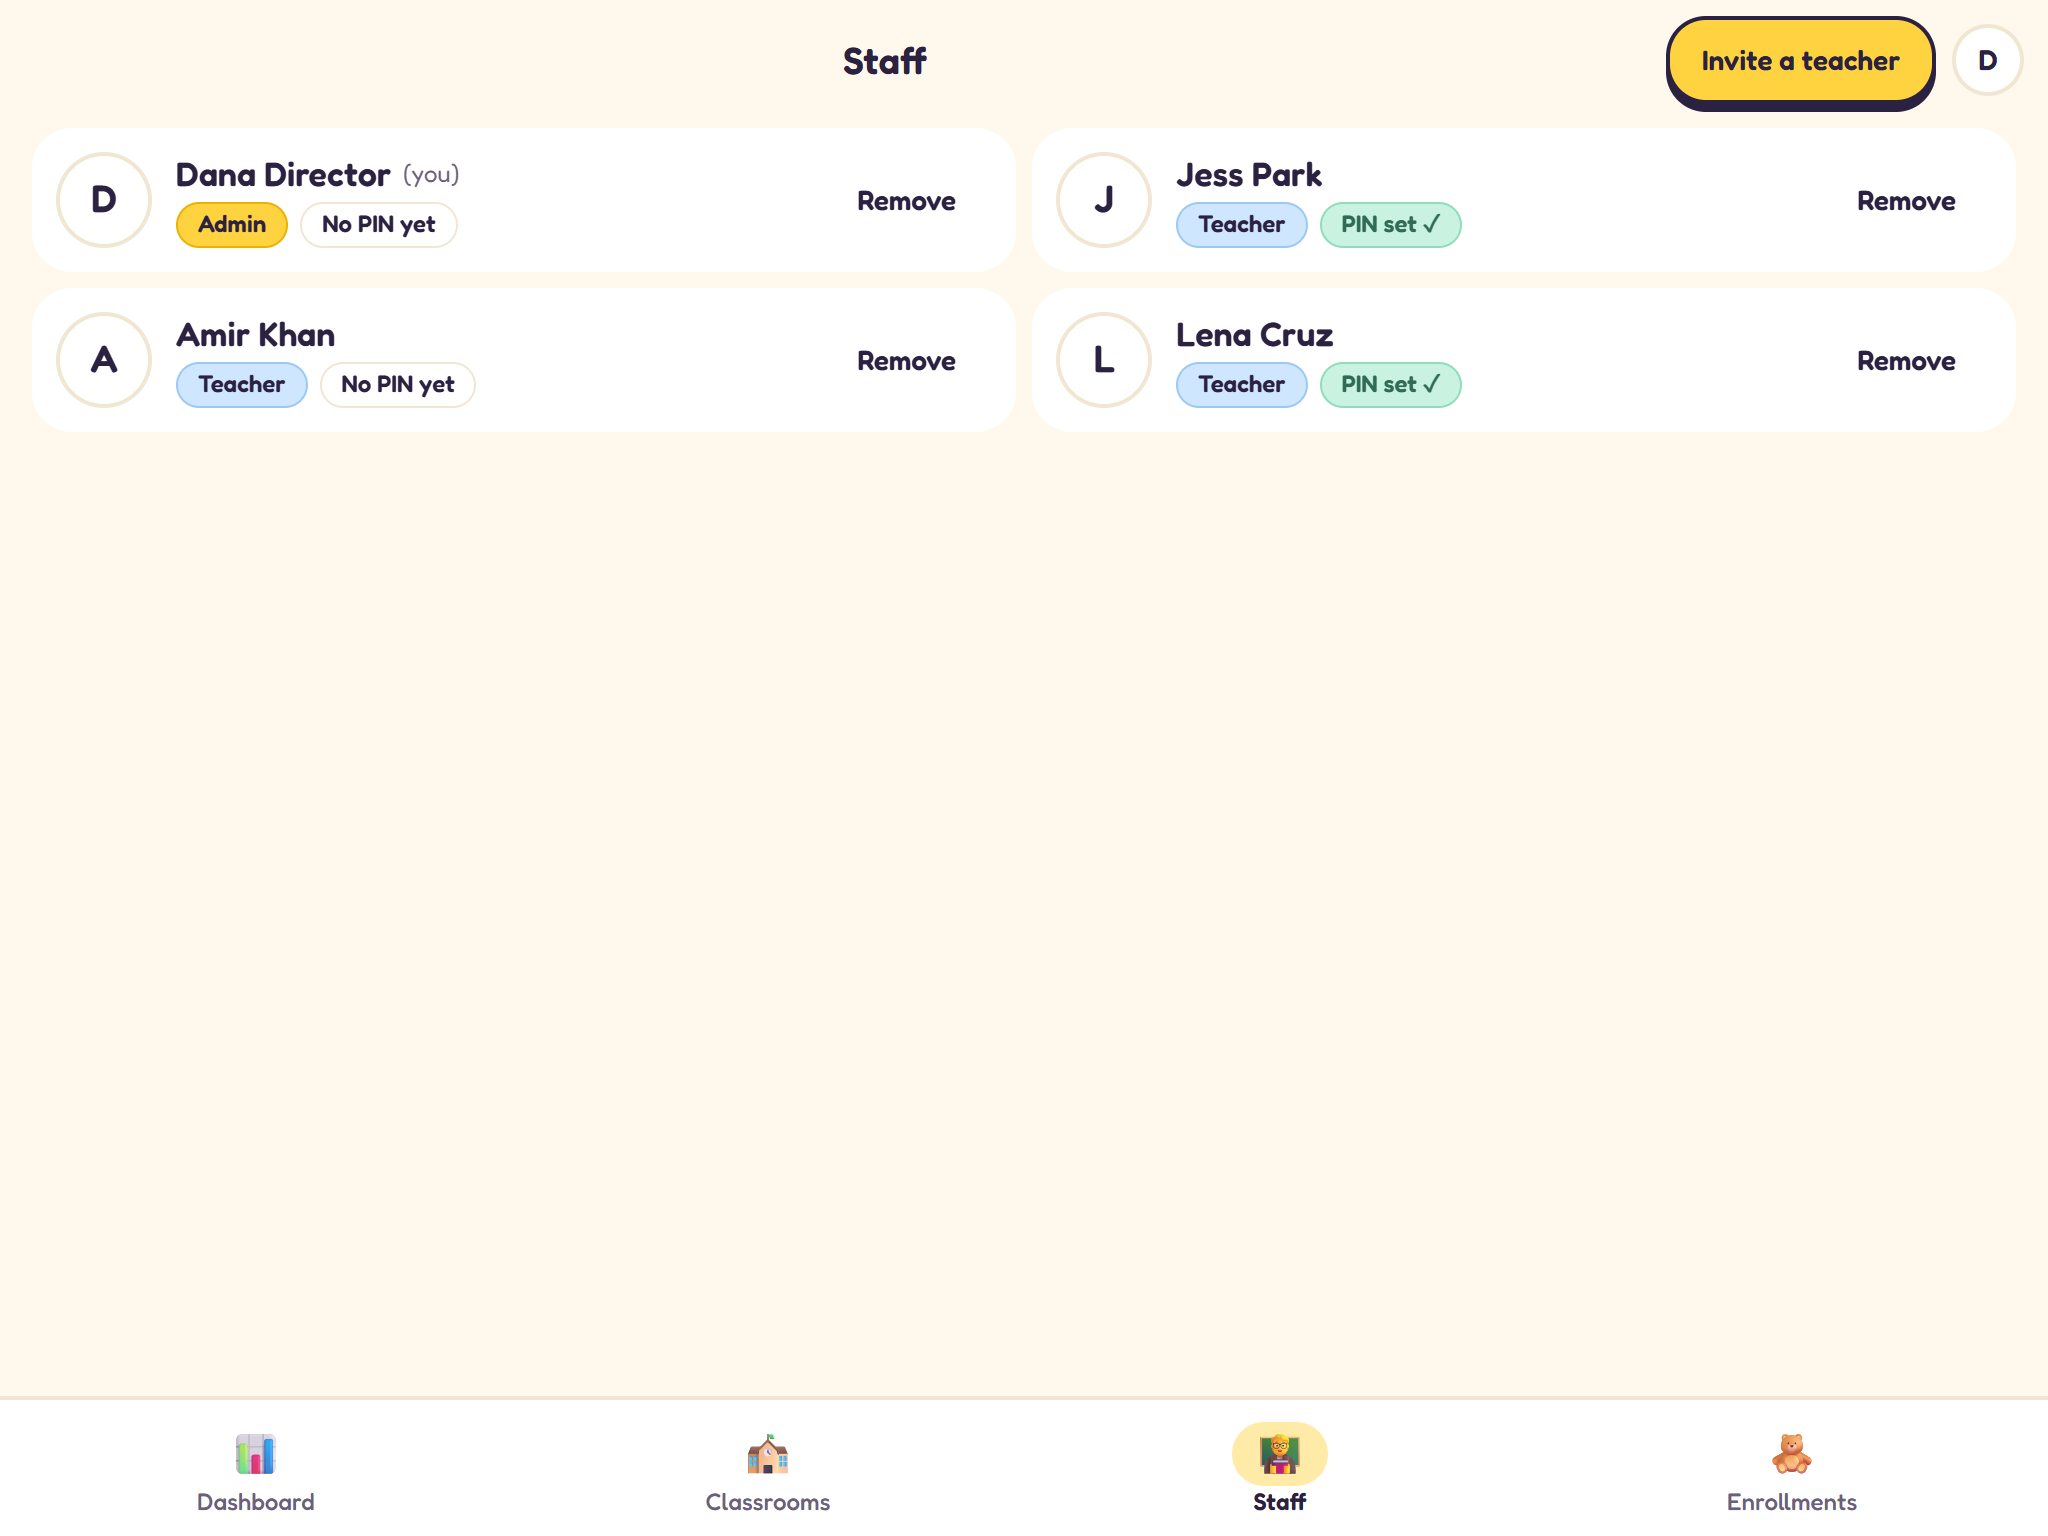 Staff
Invite a teacher
D
D
Dana Director (you)
Admin
No PIN yet
Remove
J
Jess Park
Teacher
PIN set ✓
Remove
A
Amir Khan
Teacher
No PIN yet
Remove
L
Lena Cruz
Teacher
PIN set ✓
Remove
Dashboard
Classrooms
Staff
Enrollments